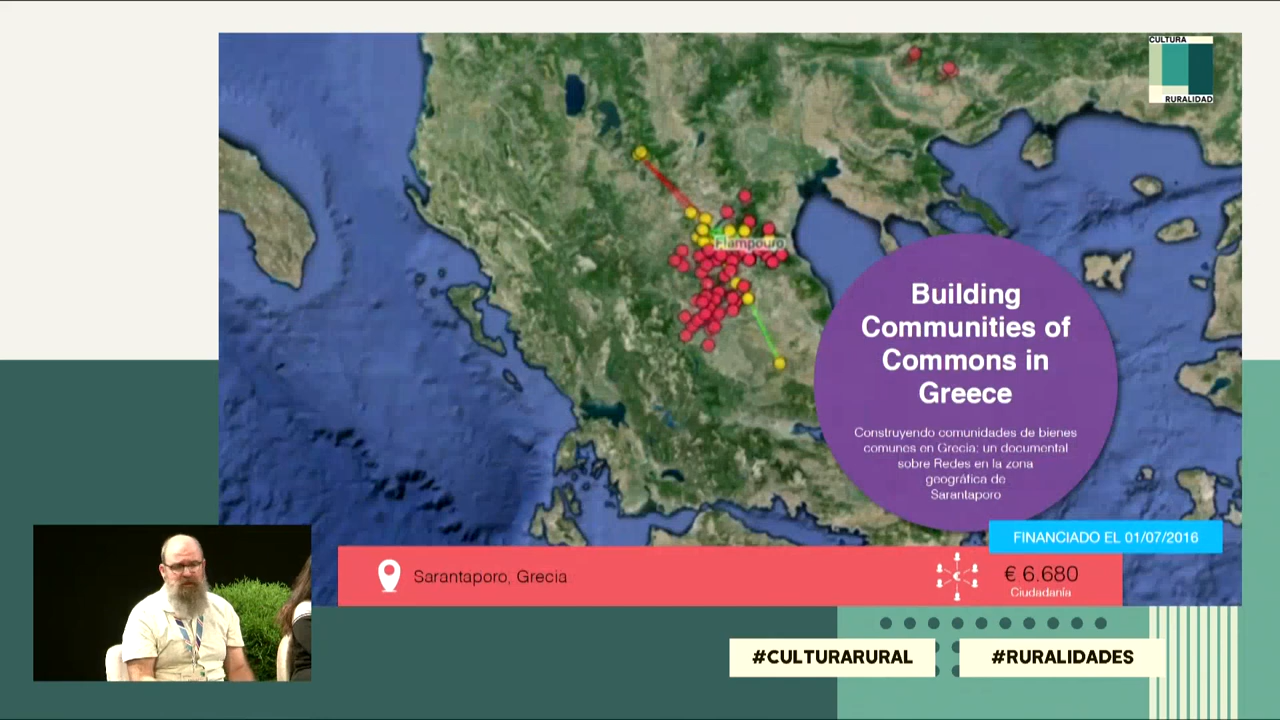 CULTURA
RURALIDAD
Flampouro
Building
Communities of
Commons in
Greece
Construyendo comunidades de bienes
comunes en Grecia: un documental
sobre Redes en la zona
geográfica de
Sarantaporo
FINANCIADO EL 01/07/2016
Sarantaporo, Grecia
€ 6.680
Ciudadanía
#CULTURARURAL
#RURALIDADES